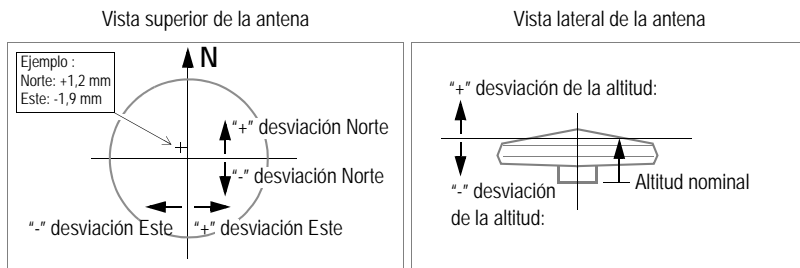 Vista superior de la antena
Vista lateral de la antena
N
Ejemplo :
Norte: +1,2 mm
Este: -1,9 mm
“+” desviación Norte
“-” desviación Norte
“-” desviación Este
“+” desviación Este
“+” desviación de la altitud:
“-” desviación
de la altitud:
Altitud nominal